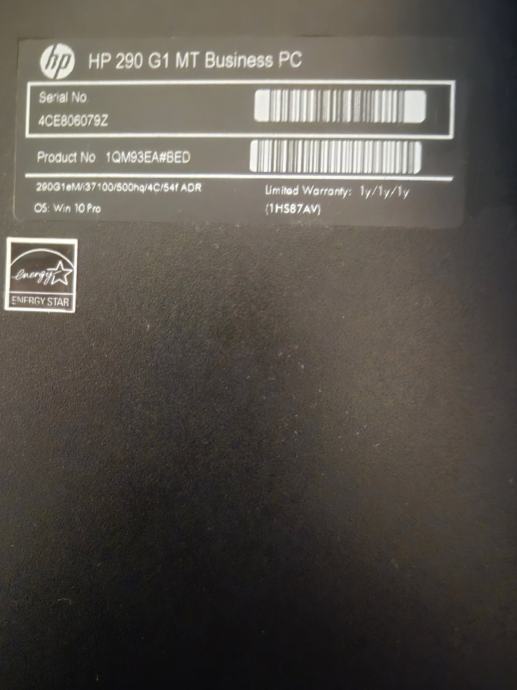 hp HP 290 G1 MT Business PC
Serial No
4CE806079Z
Product No 1QM93EA#BED
290G1eM/i37100/500hq/4C/54f ADR
Limited Warranty: 1y/1y/1y
OS: Win 10 Pro
(1HS87AV)
energy
ENERGY STAR